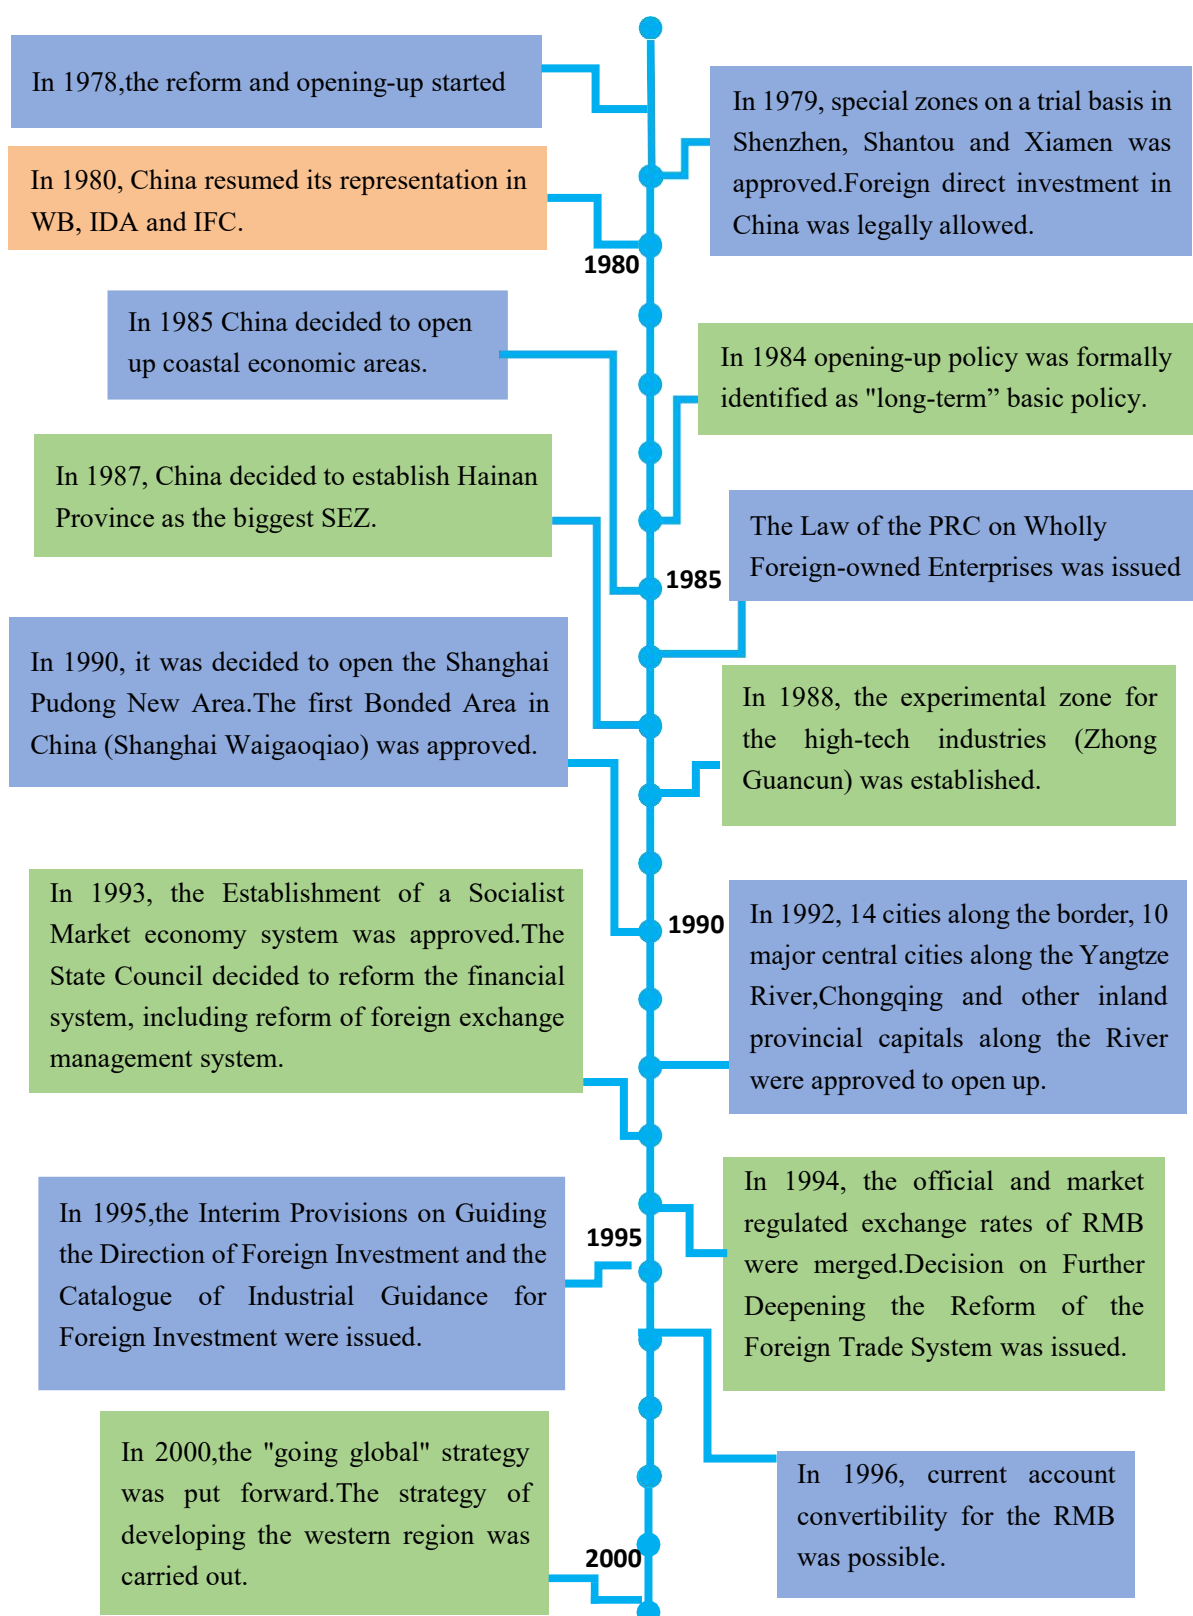 In 1978,the reform and opening-up started
In 1979, special zones on a trial basis in
Shenzhen, Shantou and Xiamen was
approved.Foreign direct investment in
China was legally allowed.
In 1980, China resumed its representation in
WB, IDA and IFC.
1980
In 1985 China decided to open
up coastal economic areas.
In 1984 opening-up policy was formally
identified as "long-term” basic policy.
In 1987, China decided to establish Hainan
Province as the biggest SEZ.
The Law of the PRC on Wholly
Foreign-owned Enterprises was issued
1985
In 1990, it was decided to open the Shanghai
Pudong New Area.The first Bonded Area in
China (Shanghai Waigaoqiao) was approved.
In 1988, the experimental zone for
the high-tech industries (Zhong
Guancun) was established.
In 1993, the Establishment of a Socialist
Market economy system was approved.The
State Council decided to reform the financial
system, including reform of foreign exchange
management system.
1990
In 1992, 14 cities along the border, 10
major central cities along the Yangtze
River,Chongqing and other inland
provincial capitals along the River
were approved to open up.
In 1995,the Interim Provisions on Guiding
the Direction of Foreign Investment and the
Catalogue of Industrial Guidance for
Foreign Investment were issued.
1995
In 1994, the official and market
regulated exchange rates of RMB
were merged.Decision on Further
Deepening the Reform of the
Foreign Trade System was issued.
In 2000,the "going global" strategy
was put forward.The strategy of
developing the western region was
carried out.
2000
In 1996, current account
convertibility for the RMB
was possible.